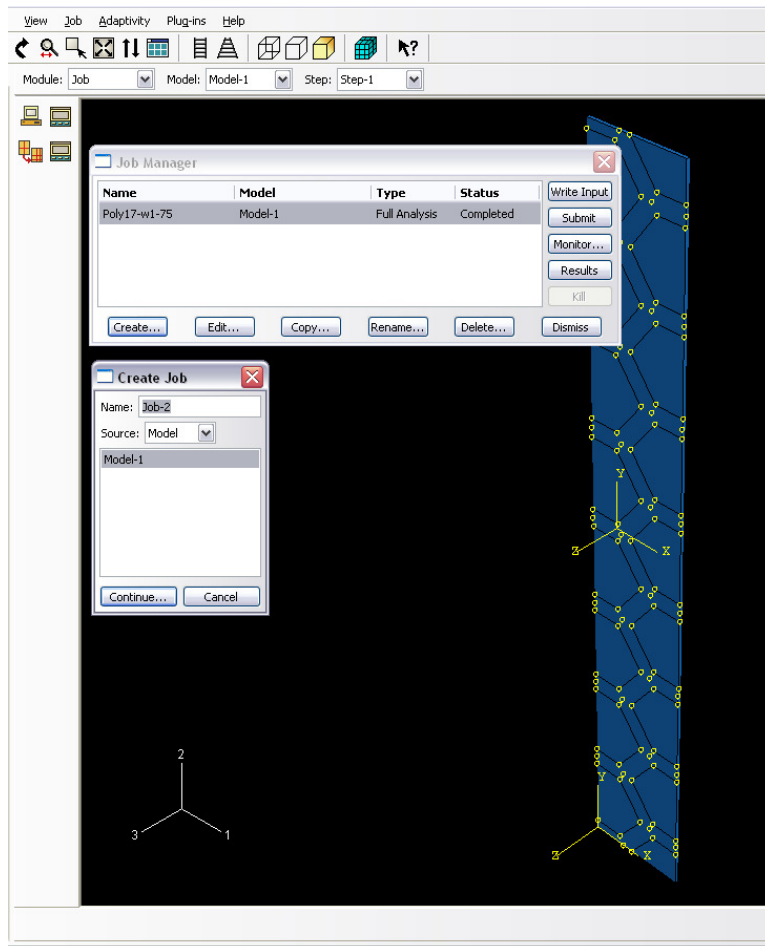 View Job Adaptivity Plug-ins Help
Module: Job Model: Model-1 Step: Step-1
Job Manager
Name Model Type Status Write Input
Poly17-w1-75 Model-1 Full Analysis Completed Submit
Monitor...
Results
Kill
Create... Edit... Copy... Rename... Delete... Dismiss
Create Job
Name: Job-2
Source: Model
Model-1
Continue... Cancel
Y
Z X
2
3 1
Y
Z X